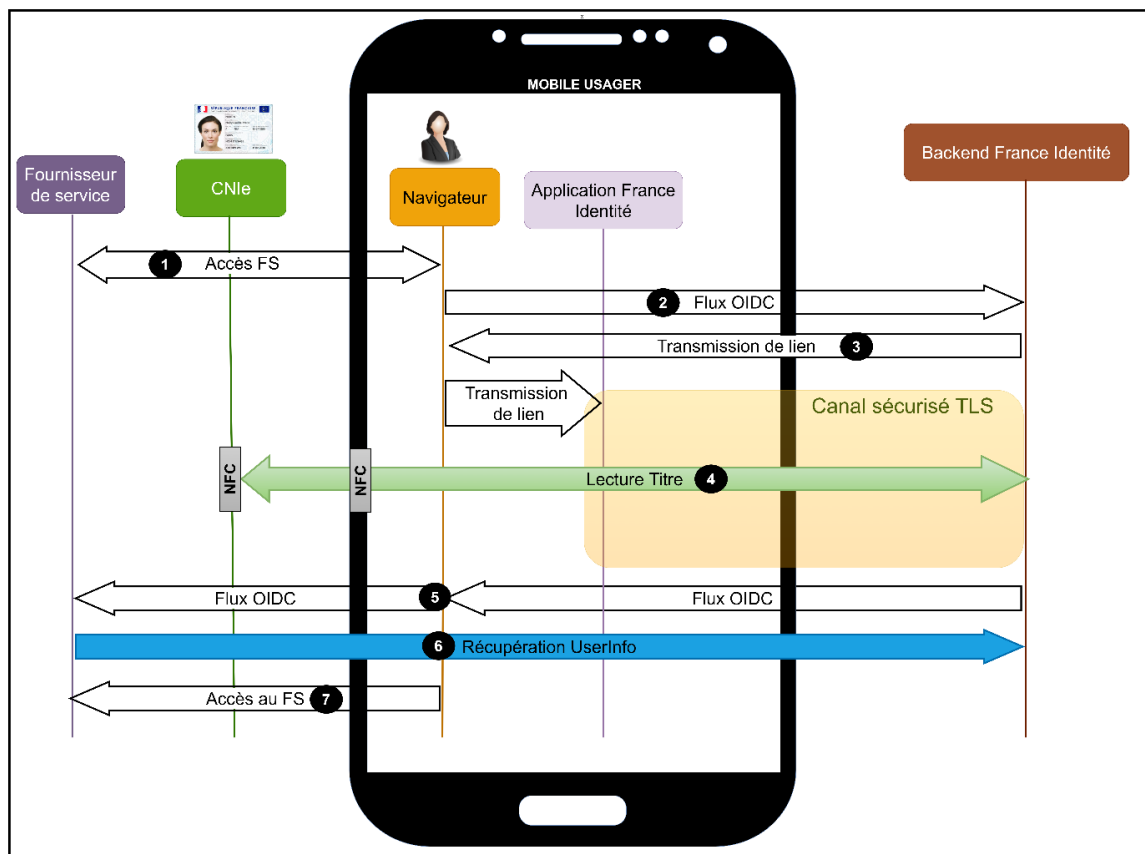 MOBILE USAGER
RÉPUBLIQUE FRANÇAISE
Fournisseur
de service
CNIe
Navigateur
Application France
Identité
Backend France Identité
1
Accès FS
2
Flux OIDC
Transmission de lien
3
Transmission
de lien
Canal sécurisé TLS
NFC
NFC
Lecture Titre
4
Flux OIDC
5
Flux OIDC
6
Récupération UserInfo
Accès au FS
7